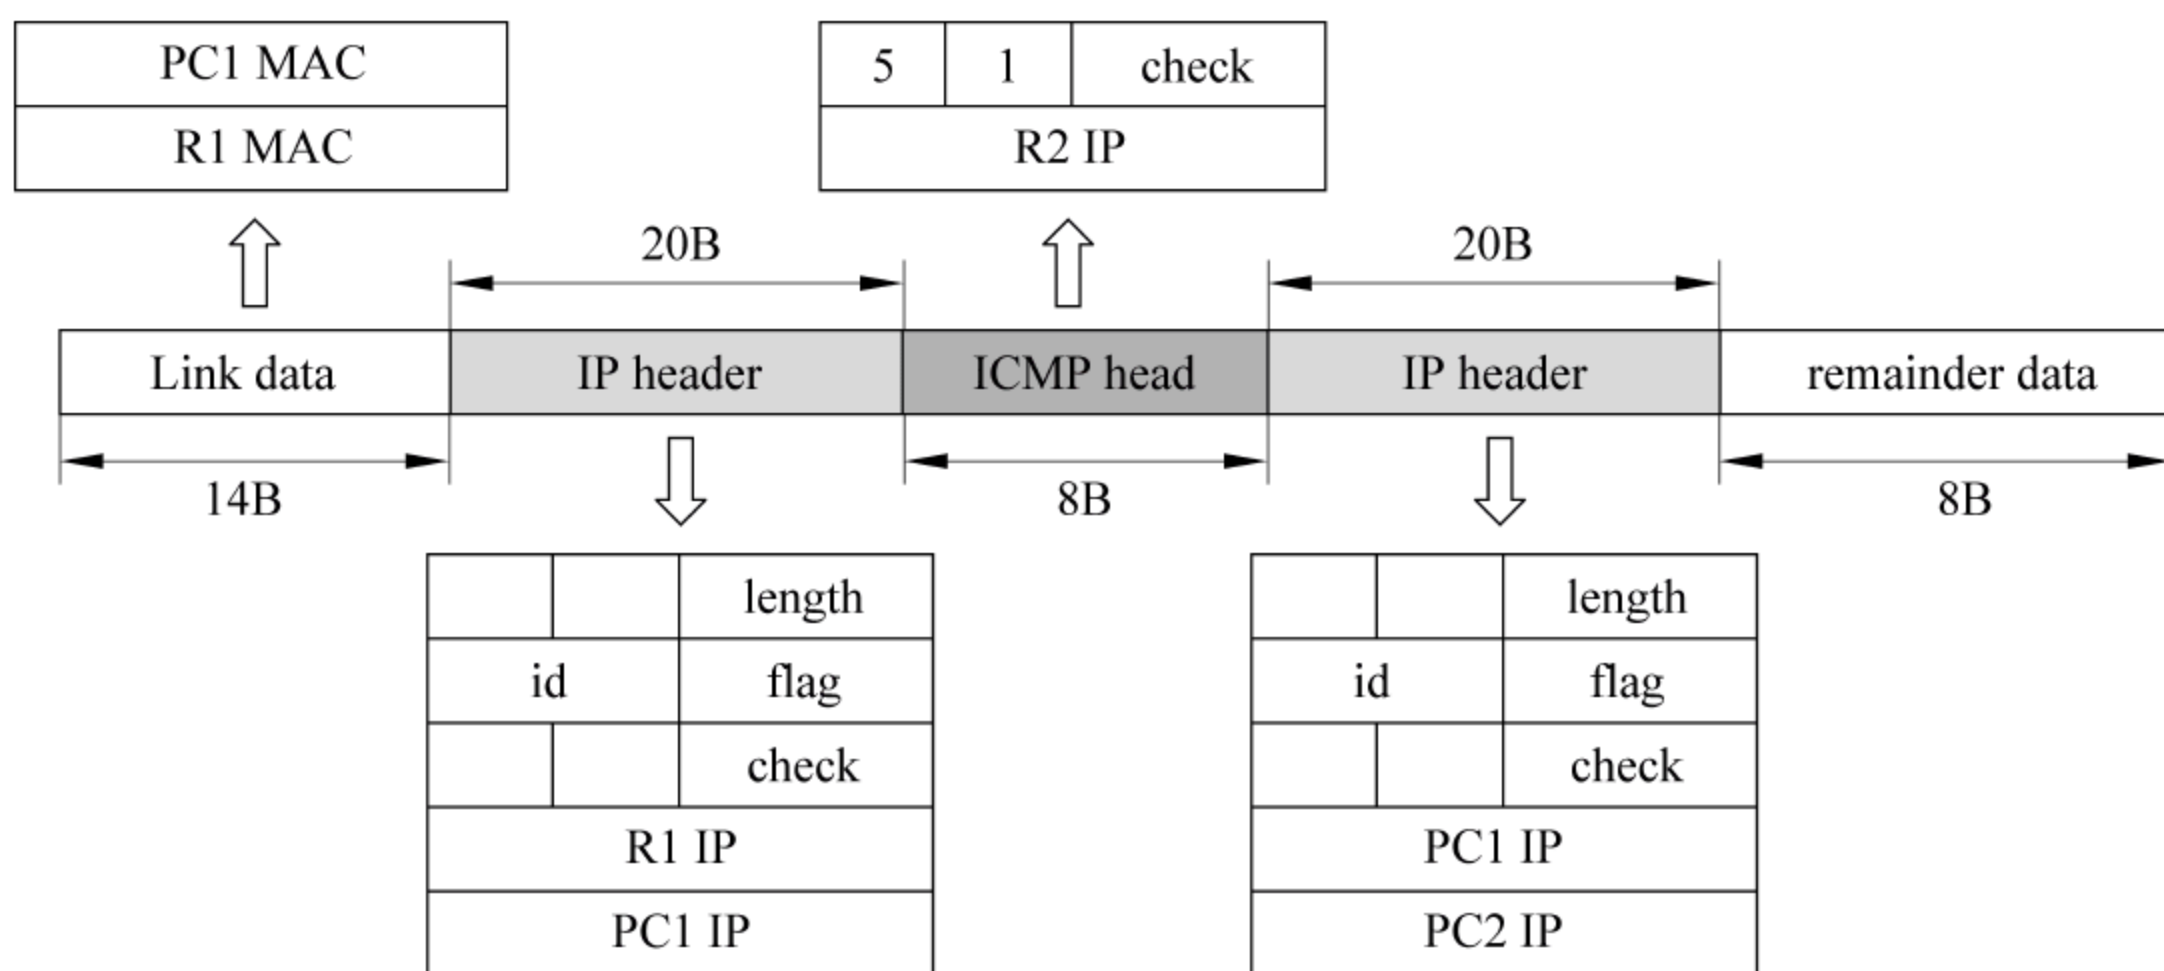 PC1 MAC
R1 MAC
5 1 check
R2 IP
20B
20B
Link data IP header ICMP head IP header remainder data
14B
8B
8B
length
id flag
check
R1 IP
PC1 IP
length
id flag
check
PC1 IP
PC2 IP